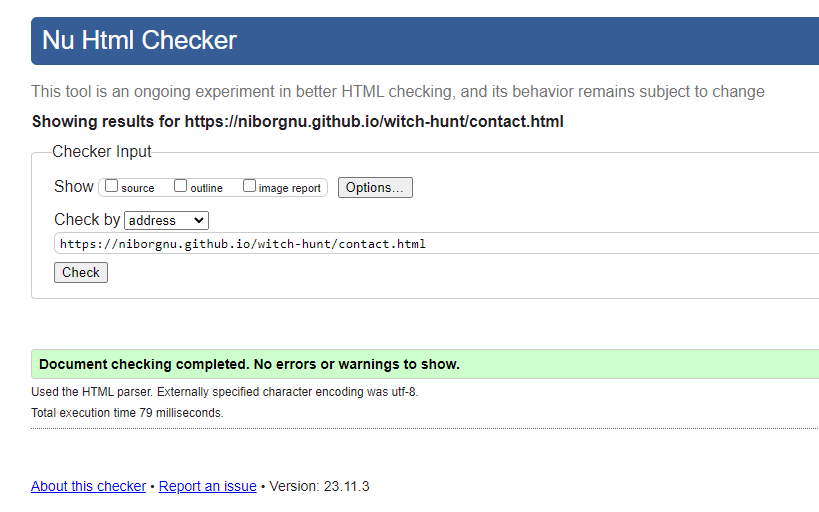 Nu Html Checker
This tool is an ongoing experiment in better HTML checking, and its behavior remains subject to change
Showing results for https://niborgnu.github.io/witch-hunt/contact.html
Checker Input
Show source outline image report Options...
Check by address
https://niborgnu.github.io/witch-hunt/contact.html
Check
Document checking completed. No errors or warnings to show.
Used the HTML parser. Externally specified character encoding was utf-8.
Total execution time 79 milliseconds.
About this checker • Report an issue • Version: 23.11.3